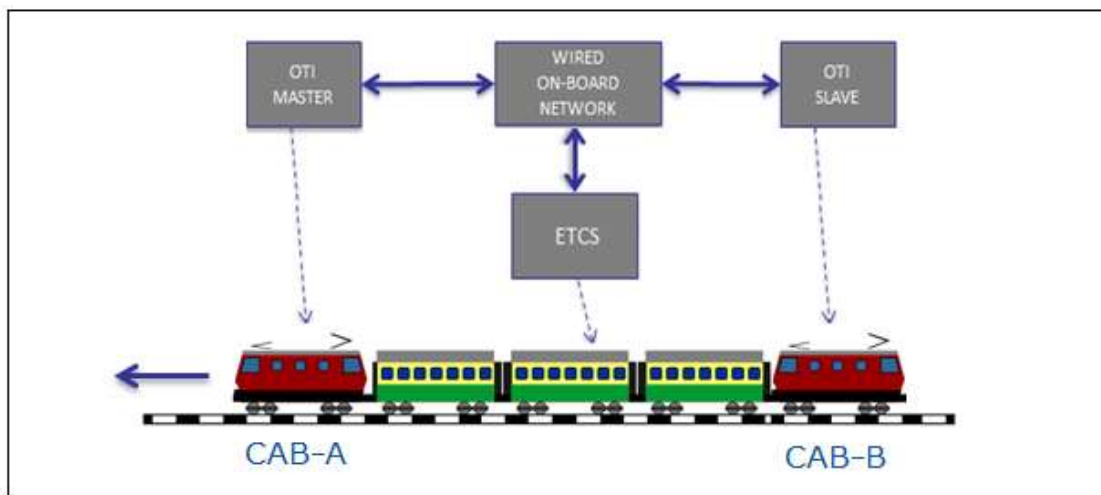 OTI
MASTER
WIRED
ON-BOARD
NETWORK
OTI
SLAVE
ETCS
CAB-A
CAB-B